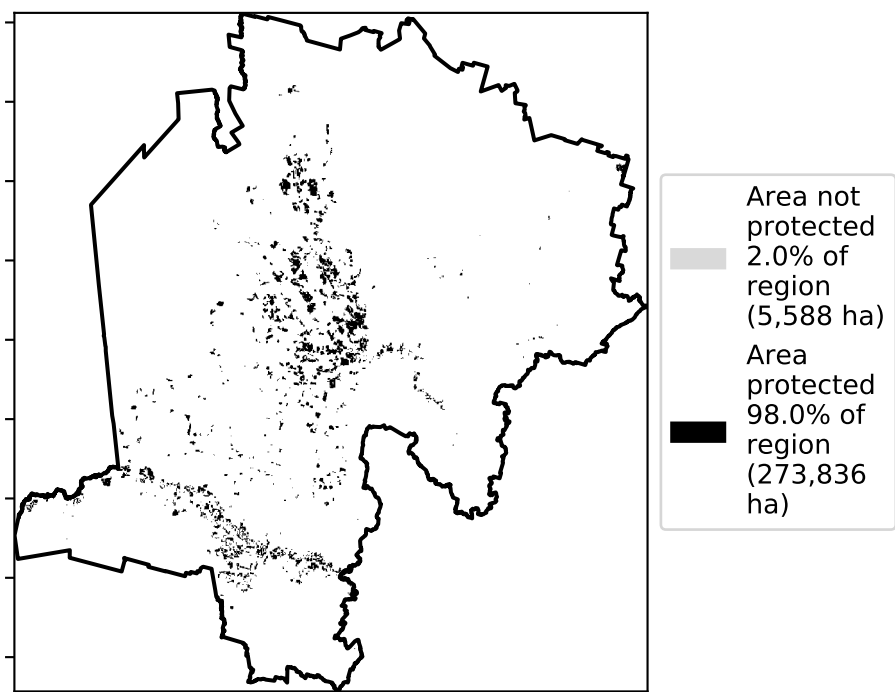 Area not
protected
2.0% of
region
(5,588 ha)
Area
protected
98.0% of
region
(273,836
ha)